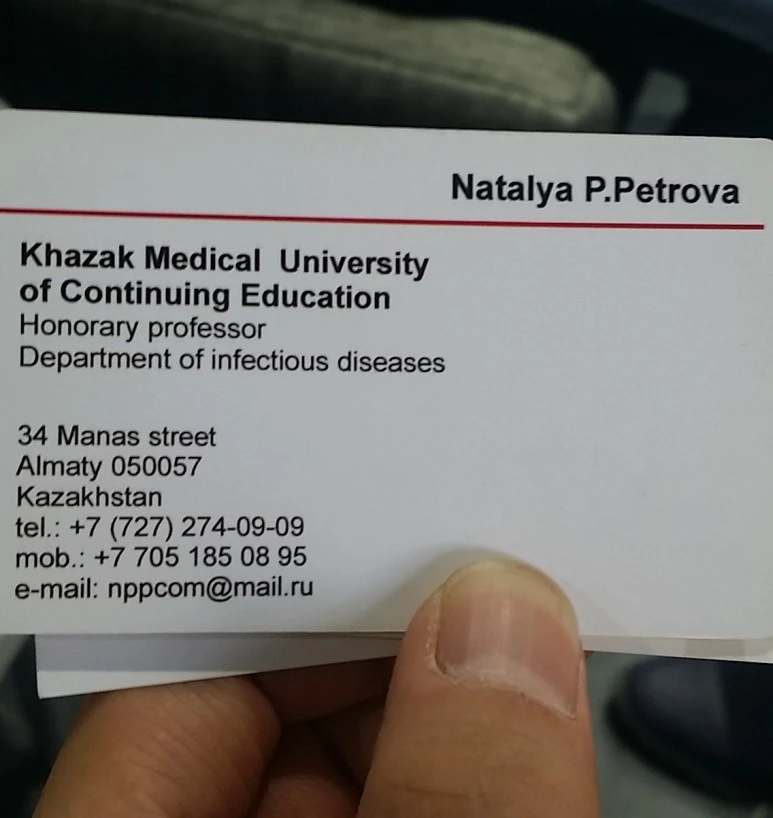 Natalya P.Petrova
Khazak Medical University
of Continuing Education
Honorary professor
Department of infectious diseases
34 Manas street
Almaty 050057
Kazakhstan
tel.: +7 (727) 274-09-09
mob.: +7 705 185 08 95
e-mail: nppcom@mail.ru